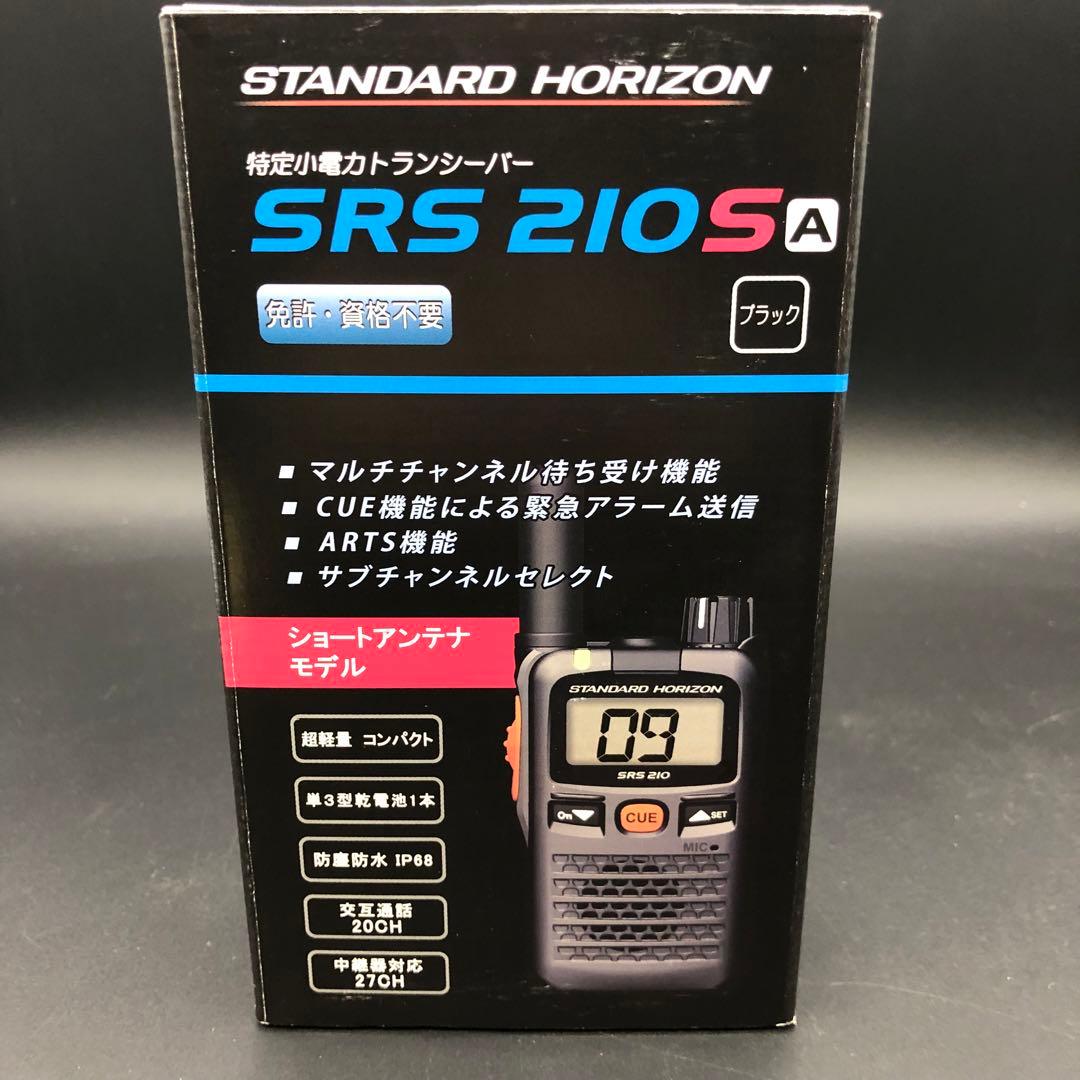 STANDARD HORIZON
特定小電力トランシーバー
SRS 210S A
免許・資格不要
ブラック
■ マルチチャンネル待ち受け機能
■ CUE機能による緊急アラーム送信
■ ARTS機能
■ サブチャンネルセレクト
ショートアンテナ
モデル
超軽量 コンパクト
単3型乾電池1本
防塵防水 IP68
交互通話
20CH
中継器対応
27CH
STANDARD HORIZON
09
SRS 210
On▼ CUE ▲SET
MIC